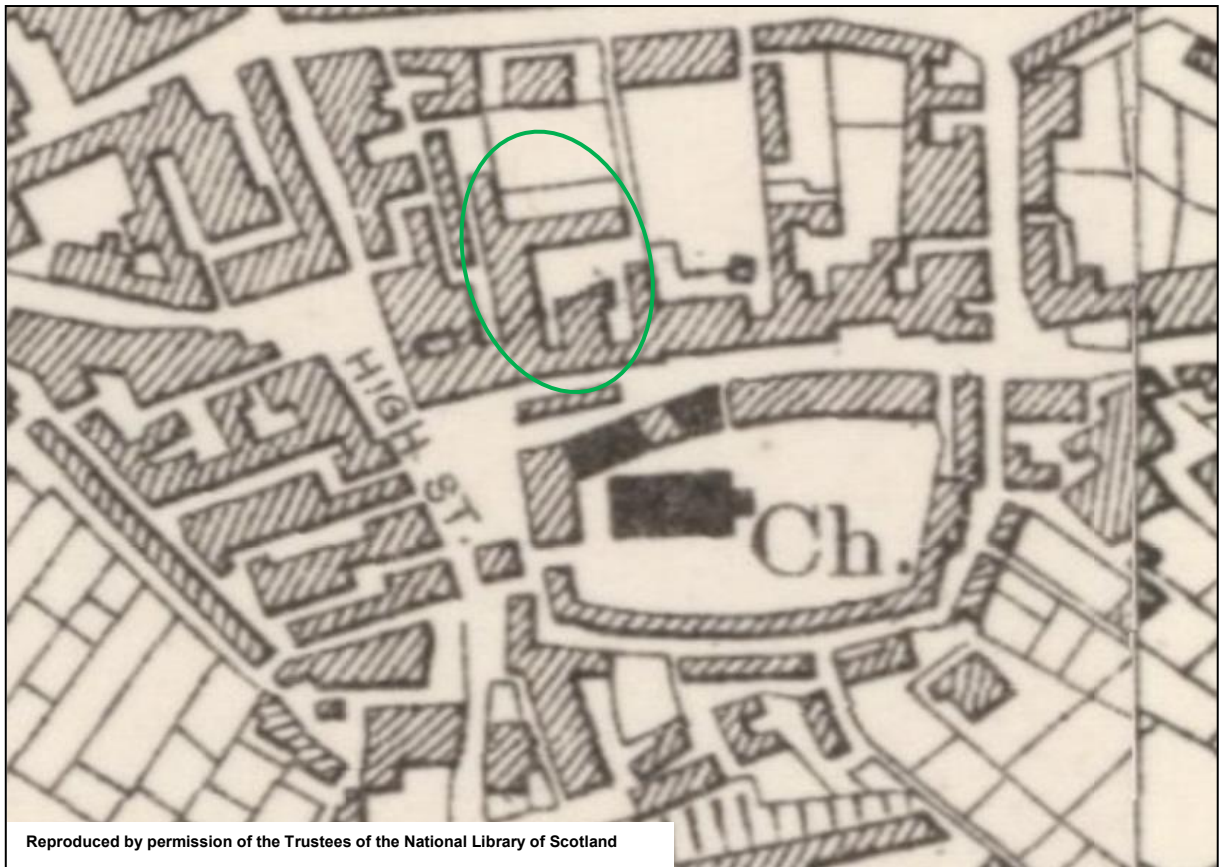 HIGH ST.
Ch.
Reproduced by permission of the Trustees of the National Library of Scotland